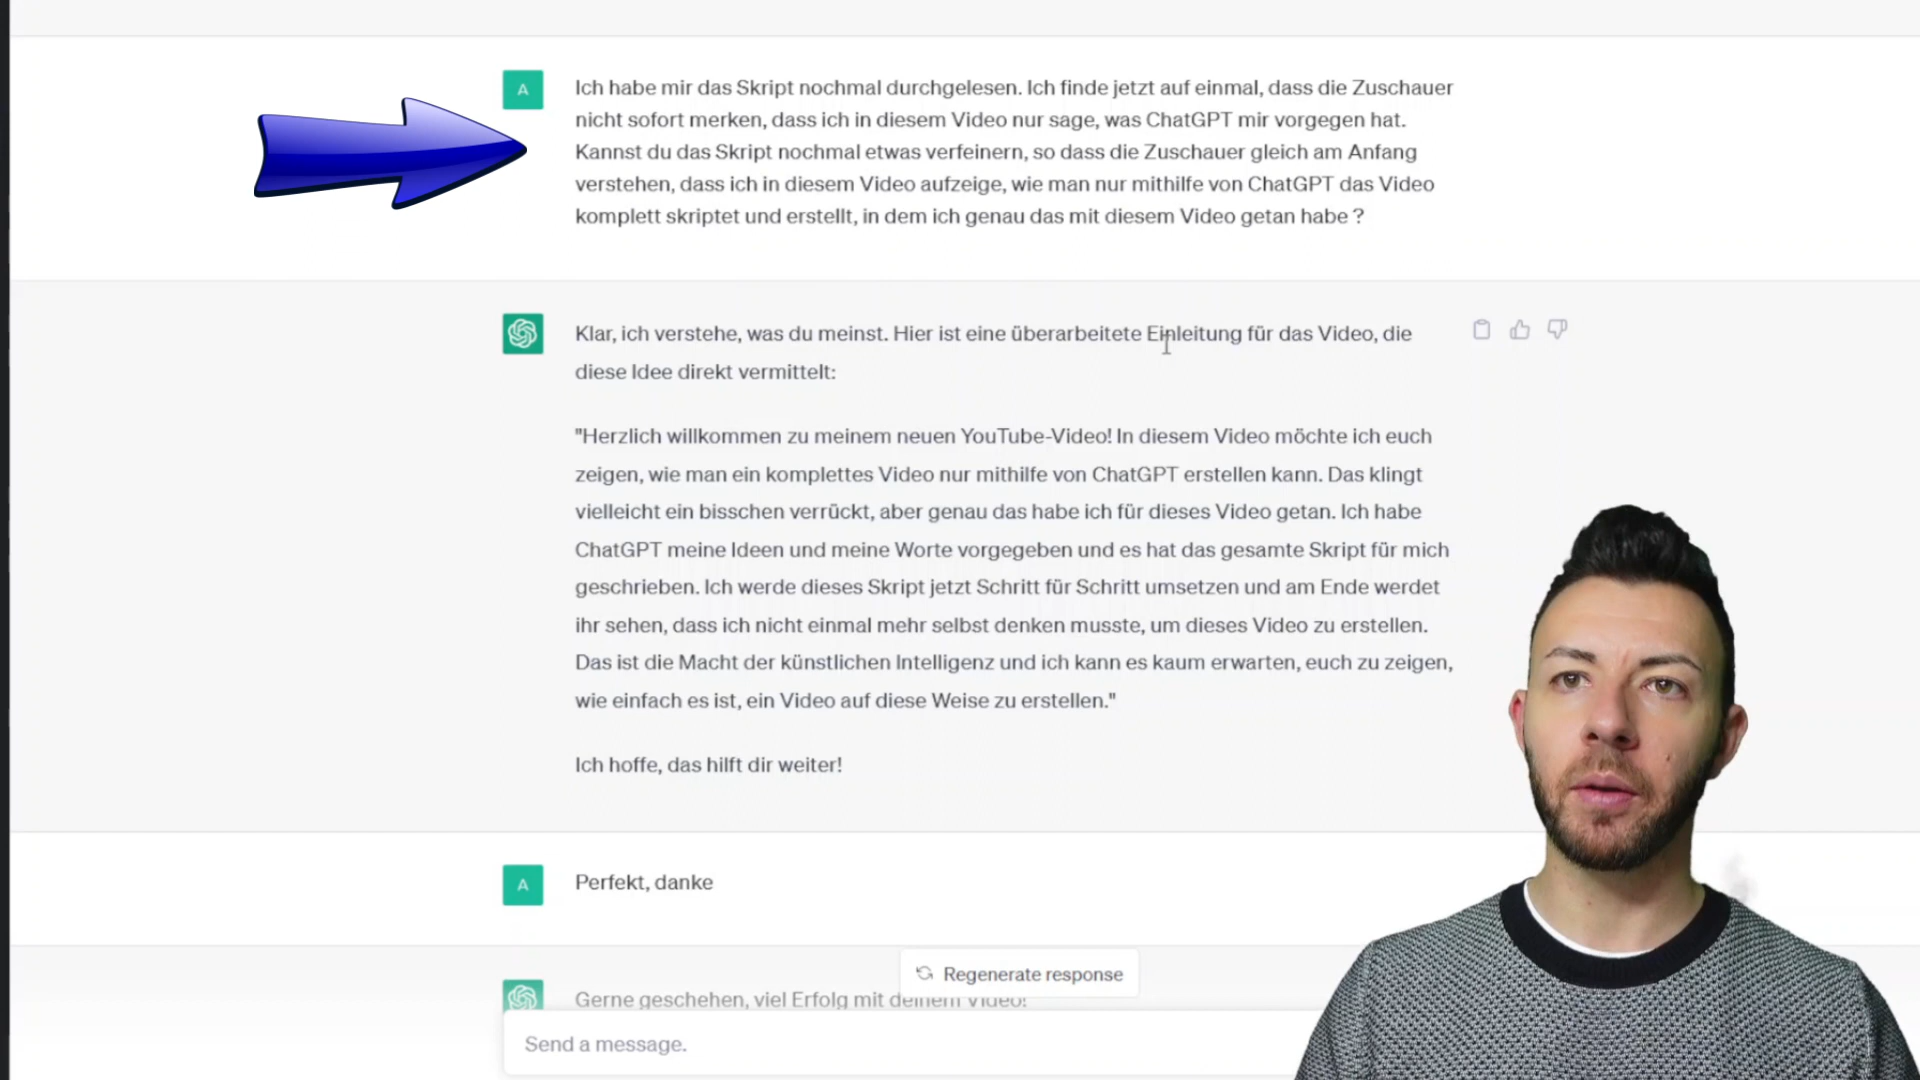 A
Ich habe mir das Skript nochmal durchgelesen. Ich finde jetzt auf einmal, dass die Zuschauer
nicht sofort merken, dass ich in diesem Video nur sage, was ChatGPT mir vorgegen hat.
Kannst du das Skript nochmal etwas verfeinern, so dass die Zuschauer gleich am Anfang
verstehen, dass ich in diesem Video aufzeige, wie man nur mithilfe von ChatGPT das Video
komplett skriptet und erstellt, in dem ich genau das mit diesem Video getan habe ?
Klar, ich verstehe, was du meinst. Hier ist eine überarbeitete Einleitung für das Video, die
diese Idee direkt vermittelt:
"Herzlich willkommen zu meinem neuen YouTube-Video! In diesem Video möchte ich euch
zeigen, wie man ein komplettes Video nur mithilfe von ChatGPT erstellen kann. Das klingt
vielleicht ein bisschen verrückt, aber genau das habe ich für dieses Video getan. Ich habe
ChatGPT meine Ideen und meine Worte vorgegeben und es hat das gesamte Skript für mich
geschrieben. Ich werde dieses Skript jetzt Schritt für Schritt umsetzen und am Ende werdet
ihr sehen, dass ich nicht einmal mehr selbst denken musste, um dieses Video zu erstellen.
Das ist die Macht der künstlichen Intelligenz und ich kann es kaum erwarten, euch zu zeigen,
wie einfach es ist, ein Video auf diese Weise zu erstellen."
Ich hoffe, das hilft dir weiter!
A
Perfekt, danke
Regenerate response
Gerne geschehen, viel Erfolg mit deinem Video!
Send a message.